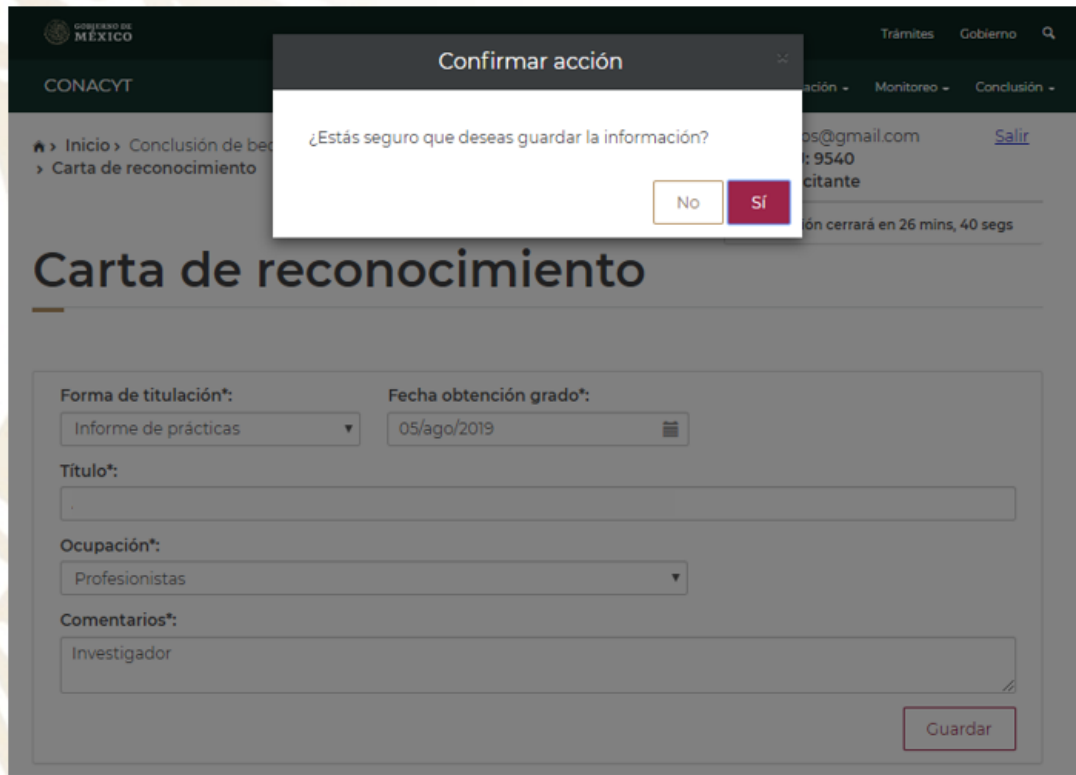 GOBIERNO DE
MÉXICO
Trámites Gobierno
CONACYT
ación Monitoreo Conclusión
Confirmar acción
×
¿Estás seguro que deseas guardar la información?
No Sí
> Inicio > Conclusión de bec
> Carta de reconocimiento
os@gmail.com Salir
: 9540
citante
ión cerrará en 26 mins, 40 segs
Carta de reconocimiento
Forma de titulación*: Fecha obtención grado*:
Informe de prácticas 05/ago/2019
Título*:
.
Ocupación*:
Profesionistas
Comentarios*:
Investigador
Guardar